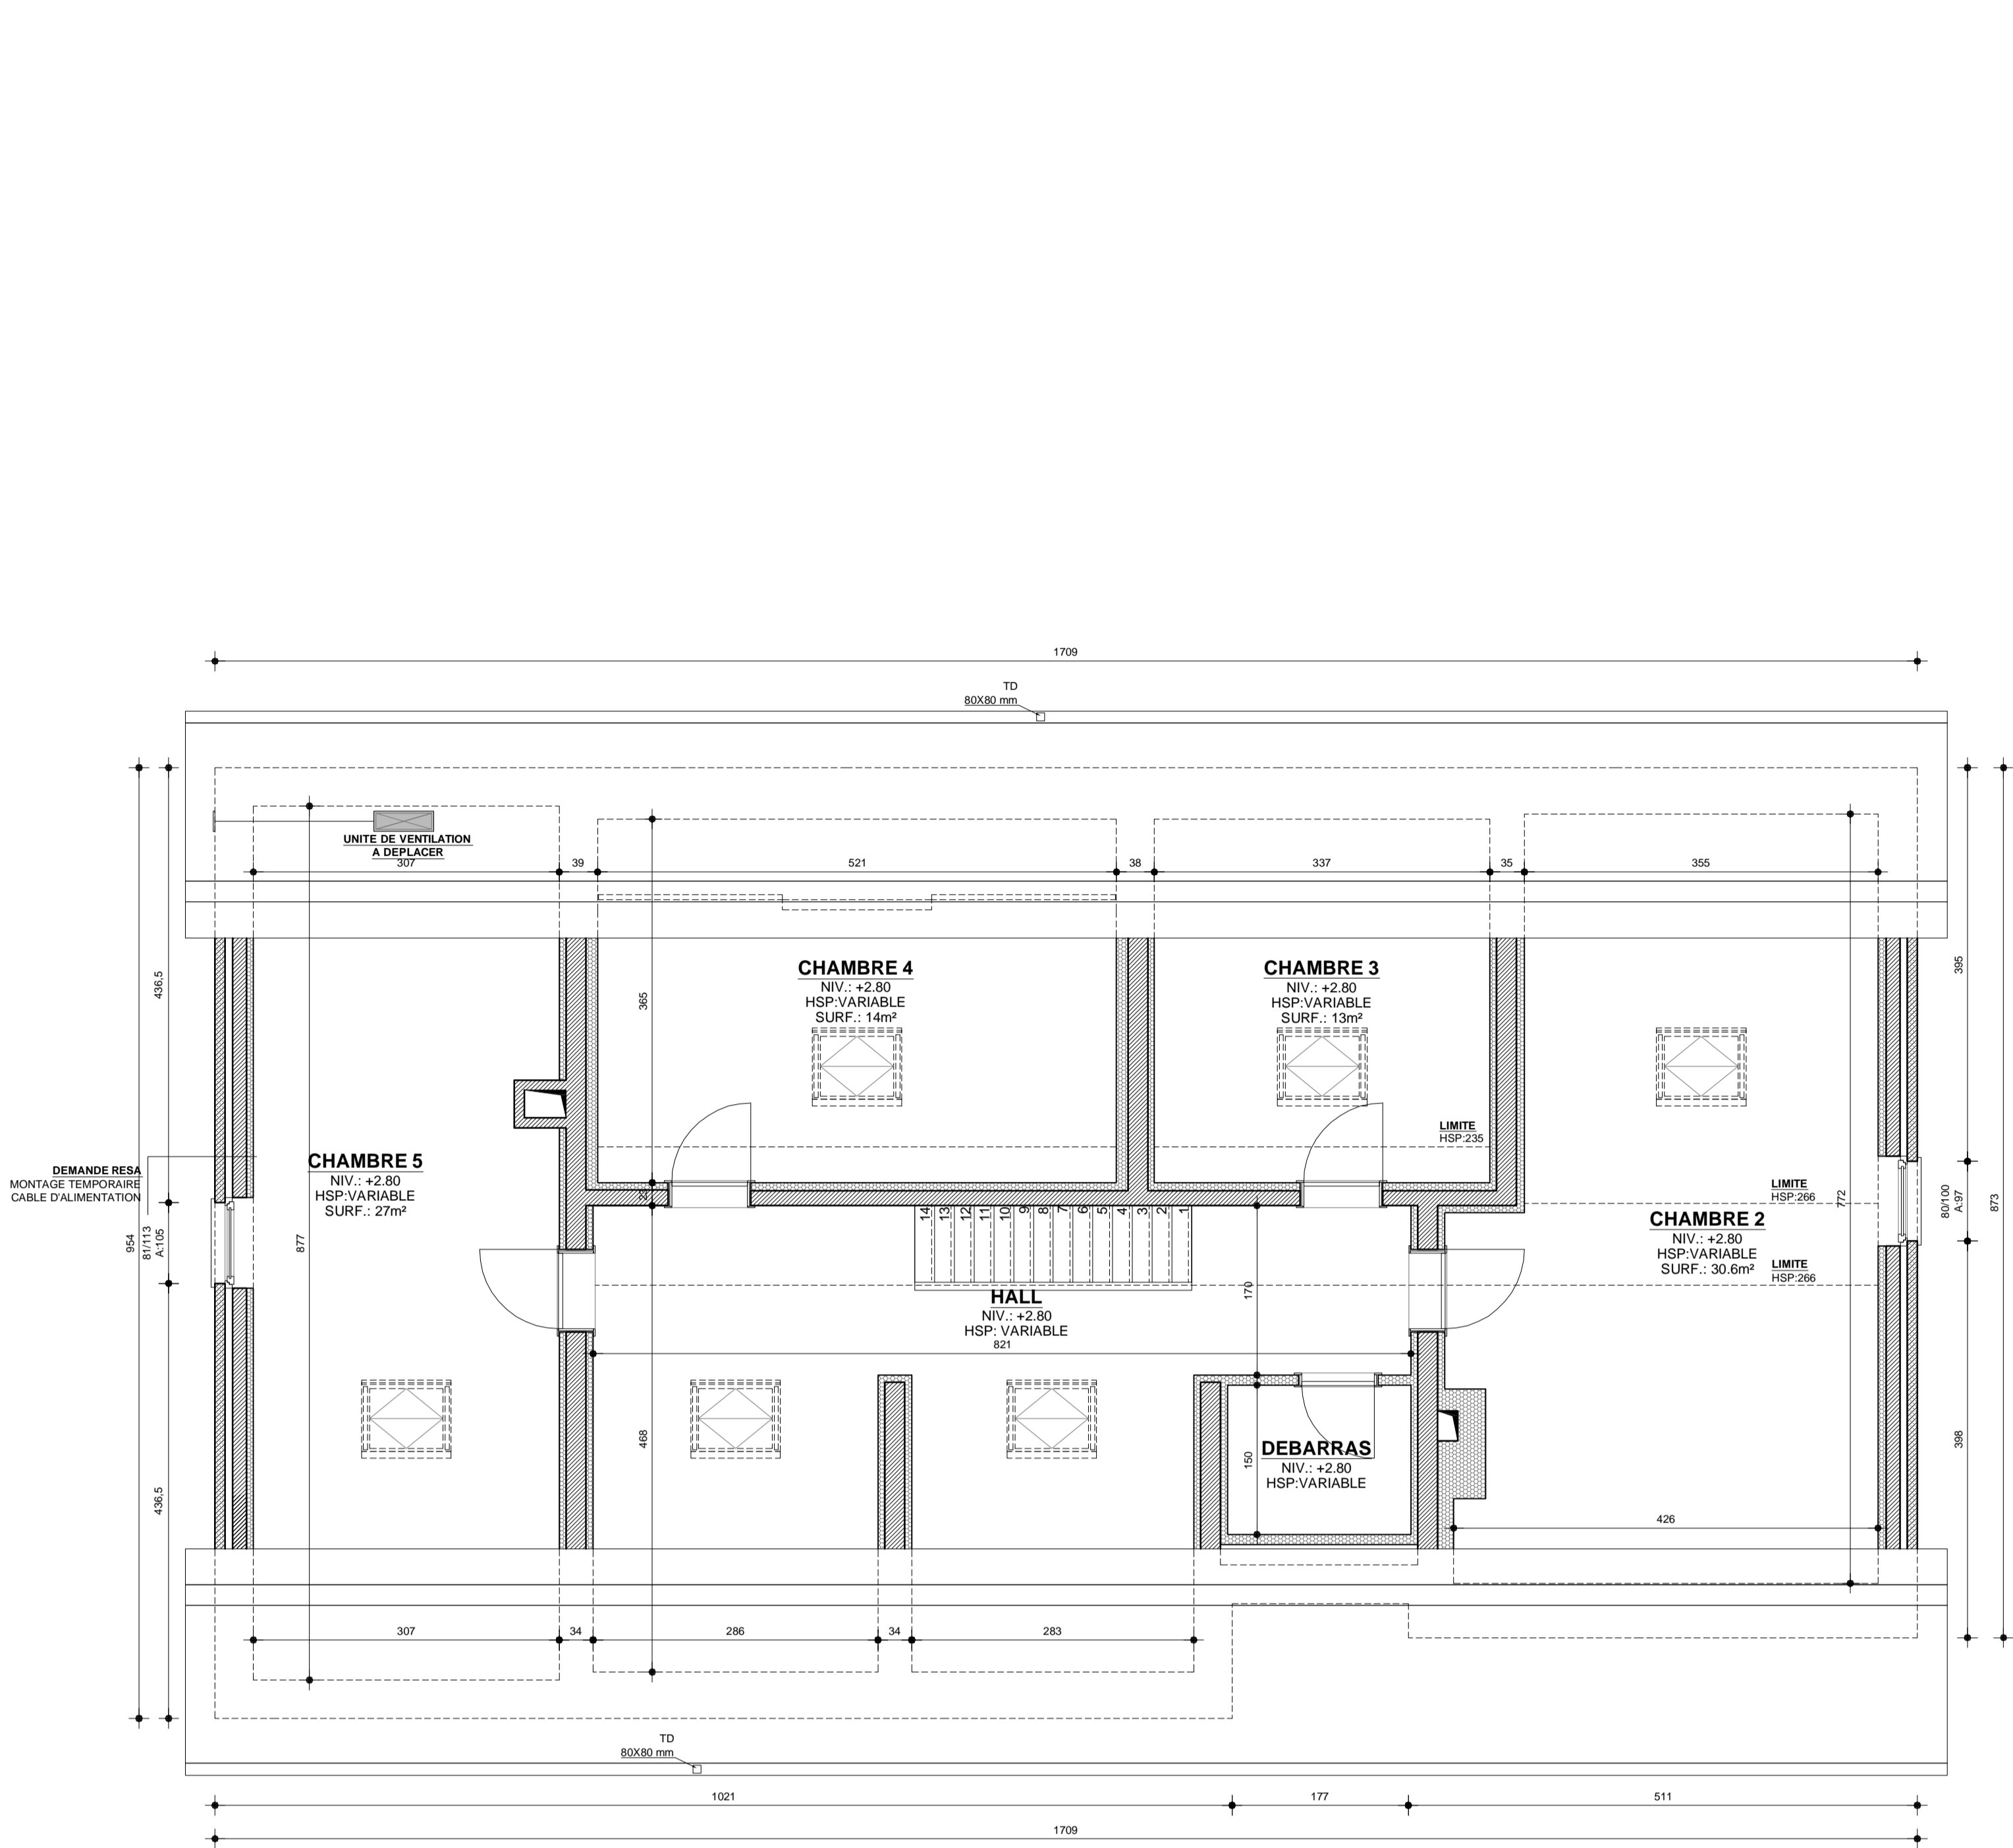 1709
TD
80X80 mm
UNITE DE VENTILATION
A DEPLACER
307
39
521
38
337
35
355
436,5
365
395
CHAMBRE 4
NIV.: +2.80
HSP:VARIABLE
SURF.: 14m²
CHAMBRE 3
NIV.: +2.80
HSP:VARIABLE
SURF.: 13m²
LIMITE
HSP:235
CHAMBRE 5
NIV.: +2.80
HSP:VARIABLE
SURF.: 27m²
DEMANDE RESA
MONTAGE TEMPORAIRE
CABLE D'ALIMENTATION
954
81/113
A:105
877
14
13
12
11
10
9
8
7
6
5
4
3
2
1
LIMITE
HSP:266
CHAMBRE 2
NIV.: +2.80
HSP:VARIABLE
SURF.: 30.6m²
LIMITE
HSP:266
772
80/100
A:97
873
HALL
NIV.: +2.80
HSP: VARIABLE
821
170
468
436,5
DEBARRAS
NIV.: +2.80
HSP:VARIABLE
150
398
426
307
34
286
34
283
TD
80X80 mm
1021
177
511
1709